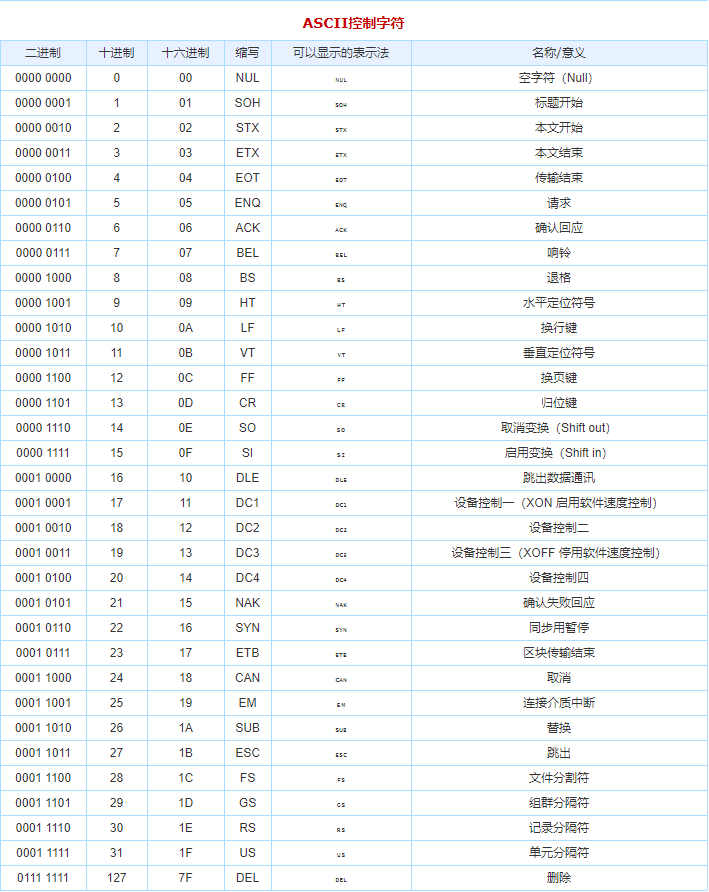 ASCII控制字符
二进制 十进制 十六进制 缩写 可以显示的表示法 名称/意义
0000 0000 0 00 NUL NUL 空字符（Null）
0000 0001 1 01 SOH SOH 标题开始
0000 0010 2 02 STX STX 本文开始
0000 0011 3 03 ETX ETX 本文结束
0000 0100 4 04 EOT EOT 传输结束
0000 0101 5 05 ENQ ENQ 请求
0000 0110 6 06 ACK ACK 确认回应
0000 0111 7 07 BEL BEL 响铃
0000 1000 8 08 BS BS 退格
0000 1001 9 09 HT HT 水平定位符号
0000 1010 10 0A LF LF 换行键
0000 1011 11 0B VT VT 垂直定位符号
0000 1100 12 0C FF FF 换页键
0000 1101 13 0D CR CR 归位键
0000 1110 14 0E SO SO 取消变换（Shift out）
0000 1111 15 0F SI SI 启用变换（Shift in）
0001 0000 16 10 DLE DLE 跳出数据通讯
0001 0001 17 11 DC1 DC1 设备控制一（XON 启用软件速度控制）
0001 0010 18 12 DC2 DC2 设备控制二
0001 0011 19 13 DC3 DC3 设备控制三（XOFF 停用软件速度控制）
0001 0100 20 14 DC4 DC4 设备控制四
0001 0101 21 15 NAK NAK 确认失败回应
0001 0110 22 16 SYN SYN 同步用暂停
0001 0111 23 17 ETB ETB 区块传输结束
0001 1000 24 18 CAN CAN 取消
0001 1001 25 19 EM EM 连接介质中断
0001 1010 26 1A SUB SUB 替换
0001 1011 27 1B ESC ESC 跳出
0001 1100 28 1C FS FS 文件分割符
0001 1101 29 1D GS GS 组群分隔符
0001 1110 30 1E RS RS 记录分隔符
0001 1111 31 1F US US 单元分隔符
0111 1111 127 7F DEL DEL 删除